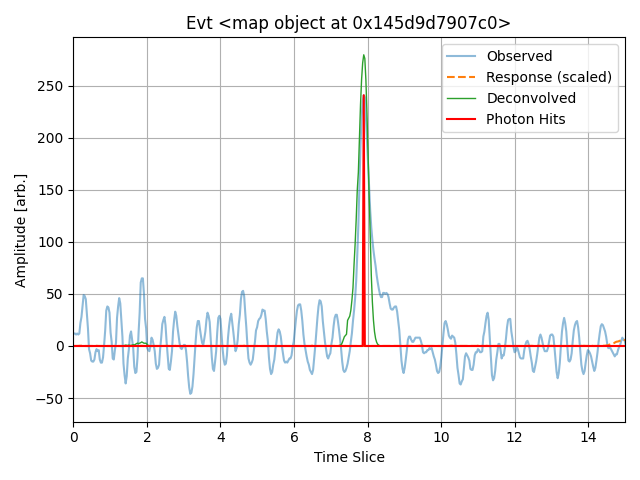 Evt <map object at 0x145d9d7907c0>
Observed
Response (scaled)
Deconvolved
Photon Hits
Amplitude [arb.]
250
200
150
100
50
0
−50
0 2 4 6 8 10 12 14
Time Slice